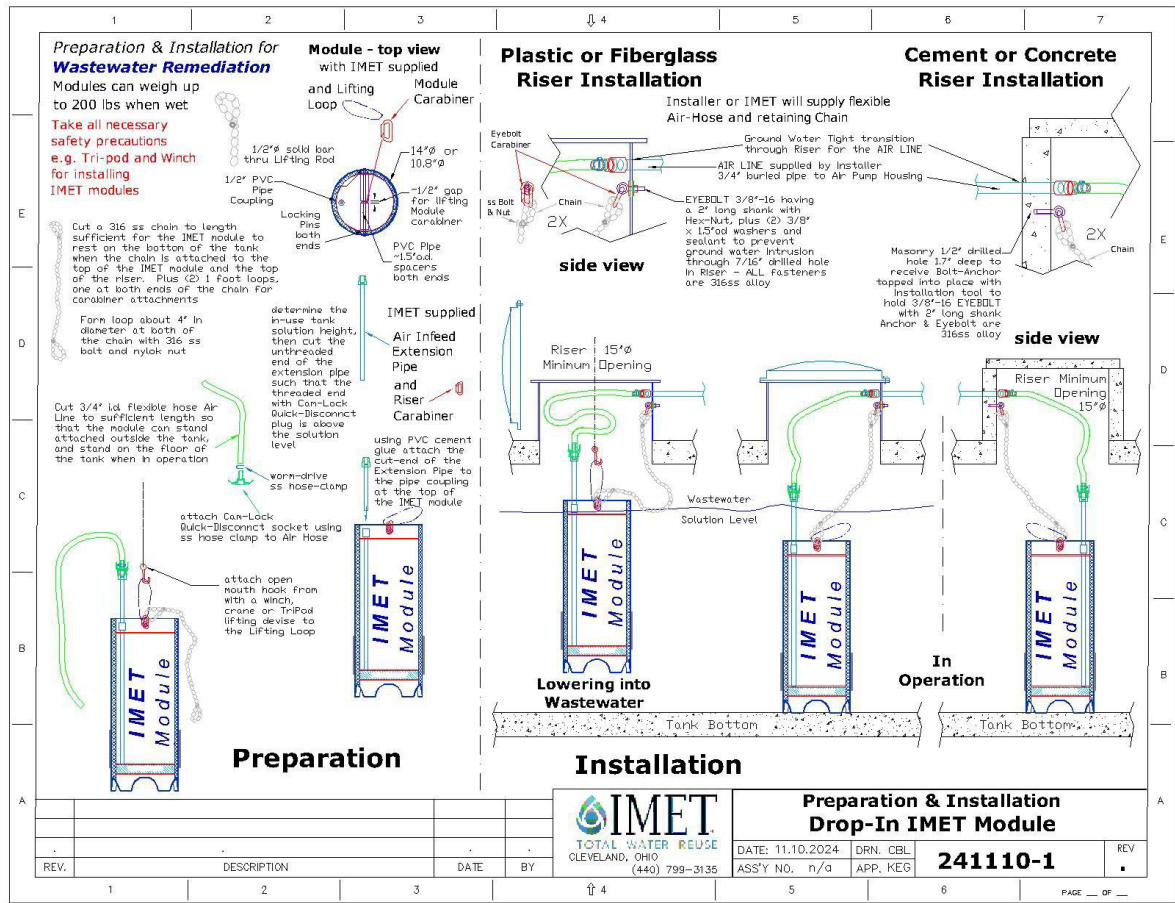 1 2 3 4 5 6 7
Preparation & Installation for
Wastewater Remediation
Modules can weigh up
to 200 lbs when wet
Take all necessary
safety precautions
e.g. Tri-pod and Winch
for installing
IMET modules
Module - top view
with IMET supplied
and Lifting
Loop
Module
Carabiner
1/2"Ø solid bar
thru Lifting Rod
14"Ø or
10.8"Ø
1/2" PVC
Pipe
Coupling
~1/2" gap
for lifting
Module
carabiner
Locking
Pins
both
ends
PVC Pipe
~1.5"o.d.
spacers
both ends
Cut a 316 ss chain to length
sufficient for the IMET module to
rest on the bottom of the tank
when the chain is attached to the
top of the IMET module and the top
of the riser. Plus (2) 1 foot loops,
one at both ends of the chain for
carabiner attachments
Form loop about 4" in
diameter at both of
the chain with 316 ss
bolt and nylok nut
determine the
in-use tank
solution height,
then cut the
unthreaded
end of the
extension pipe
such that the
threaded end
with Cam-Lock
Quick-Disconnct
plug is above
the solution
level
IMET supplied
Air Infeed
Extension
Pipe
and
Riser
Carabiner
Cut 3/4" i.d. flexible hose Air
Line to sufficient length so
that the module can stand
attached outside the tank,
and stand on the floor of
the tank when in operation
worm-drive
ss hose-clamp
attach Cam-Lock
Quick-Disconnct socket using
ss hose clamp to Air Hose
using PVC cement
glue attach the
cut-end of the
Extension Pipe to
the pipe coupling
at the top of
the IMET module
attach open
mouth hook from
with a winch,
crane or TriPod
lifting devise to
the Lifting Loop
IMET
Module
IMET
Module
Preparation
Plastic or Fiberglass
Riser Installation
Cement or Concrete
Riser Installation
Installer or IMET will supply flexible
Air-Hose and retaining Chain
Eyebolt
Carabiner
Ground Water Tight transition
through Riser for the AIR LINE
AIR LINE supplied by Installer
3/4" buried pipe to Air Pump Housing
ss Bolt
& Nut
Chain
2X
side view
EYEBOLT 3/8"-16 having
a 2" long shank with
Hex-Nut, plus (2) 3/8"
x 1.5"od washers and
sealant to prevent
ground water intrusion
through 7/16" drilled hole
in Riser - ALL fasteners
are 316ss alloy
2X
Chain
Masonry 1/2" drilled
hole 1.7" deep to
receive Bolt-Anchor
tapped into place with
Installation tool to
hold 3/8"-16 EYEBOLT
with 2" long shank
Anchor & Eyebolt are
316ss alloy
side view
Riser 15"Ø
Minimum Opening
Riser Minimum
Opening
15"Ø
Wastewater
Solution Level
IMET
Module
IMET
Module
IMET
Module
Lowering into
Wastewater
In
Operation
Tank Bottom
Tank Bottom
Installation
E
D
C
B
A
E
E
D
C
B
A
IMET
TOTAL WATER REUSE
CLEVELAND, OHIO
(440) 799-3135
Preparation & Installation
Drop-In IMET Module
DATE: 11.10.2024 DRN. CBL
ASS'Y NO. n/a APP. KEG
241110-1
REV
.
. . . .
REV. DESCRIPTION DATE BY
1 2 3 4 5 6 7
PAGE __ OF __